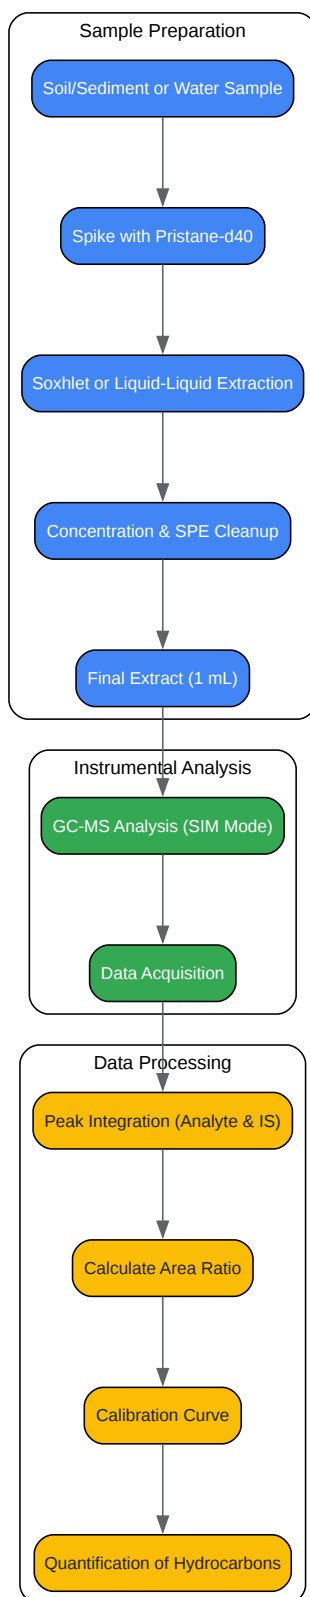 Sample Preparation
Soil/Sediment or Water Sample
Spike with Pristane-d40
Soxhlet or Liquid-Liquid Extraction
Concentration & SPE Cleanup
Final Extract (1 mL)
Instrumental Analysis
GC-MS Analysis (SIM Mode)
Data Acquisition
Data Processing
Peak Integration (Analyte & IS)
Calculate Area Ratio
Calibration Curve
Quantification of Hydrocarbons